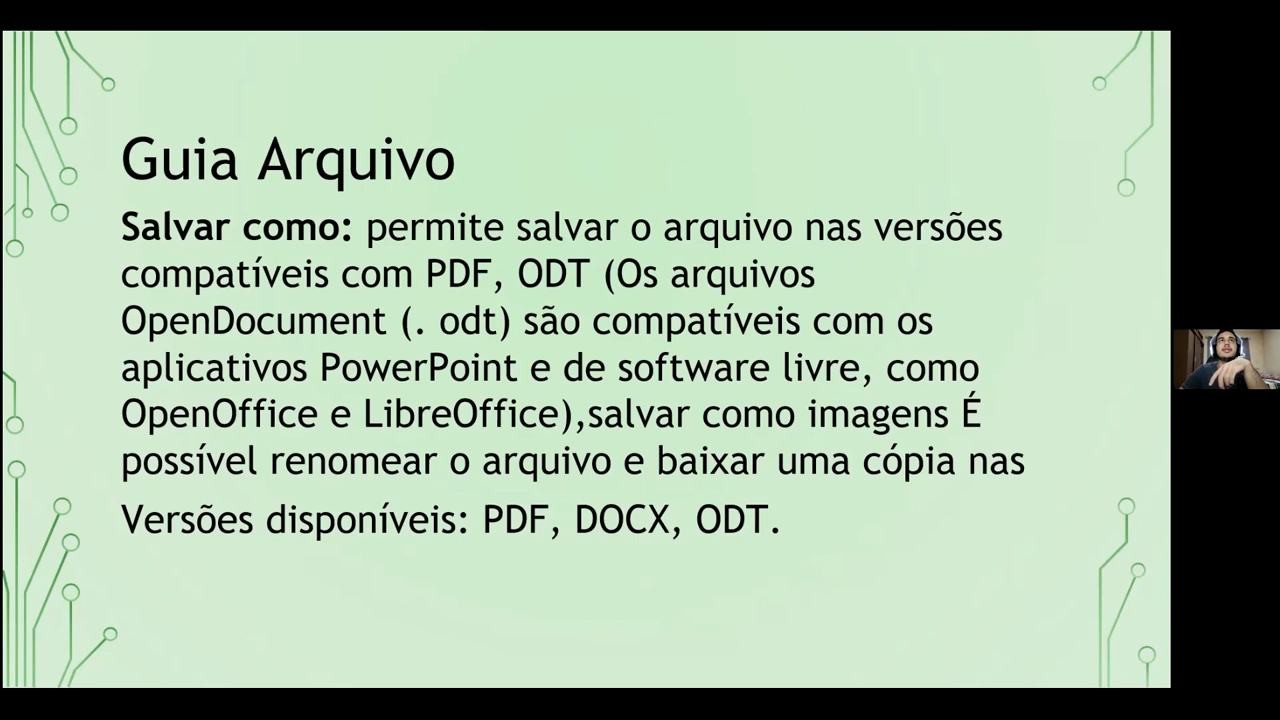 Guia Arquivo
Salvar como: permite salvar o arquivo nas versões
compatíveis com PDF, ODT (Os arquivos
OpenDocument (. odt) são compatíveis com os
aplicativos PowerPoint e de software livre, como
OpenOffice e LibreOffice),salvar como imagens É
possível renomear o arquivo e baixar uma cópia nas
Versões disponíveis: PDF, DOCX, ODT.